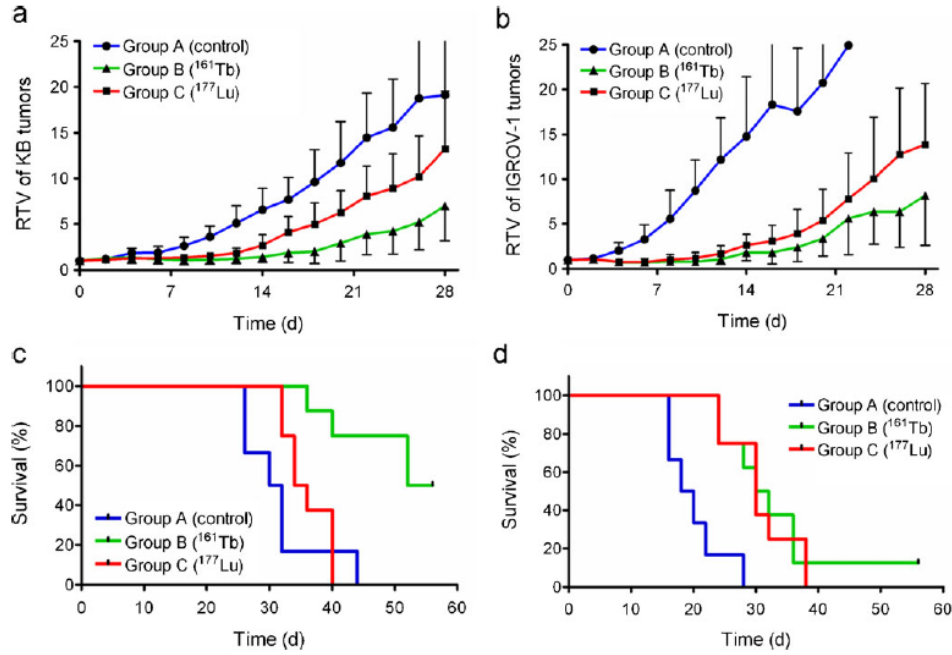 a
Group A (control)
Group B (¹⁶¹Tb)
Group C (¹⁷⁷Lu)
RTV of KB tumors
25
20
15
10
5
0
0 7 14 21 28
Time (d)
b
Group A (control)
Group B (¹⁶¹Tb)
Group C (¹⁷⁷Lu)
RTV of IGROV-1 tumors
25
20
15
10
5
0
0 7 14 21 28
Time (d)
c
Survival (%)
100
80
60
40
20
0
Group A (control)
Group B (¹⁶¹Tb)
Group C (¹⁷⁷Lu)
0 10 20 30 40 50 60
Time (d)
d
Survival (%)
100
80
60
40
20
0
Group A (control)
Group B (¹⁶¹Tb)
Group C (¹⁷⁷Lu)
0 10 20 30 40 50 60
Time (d)